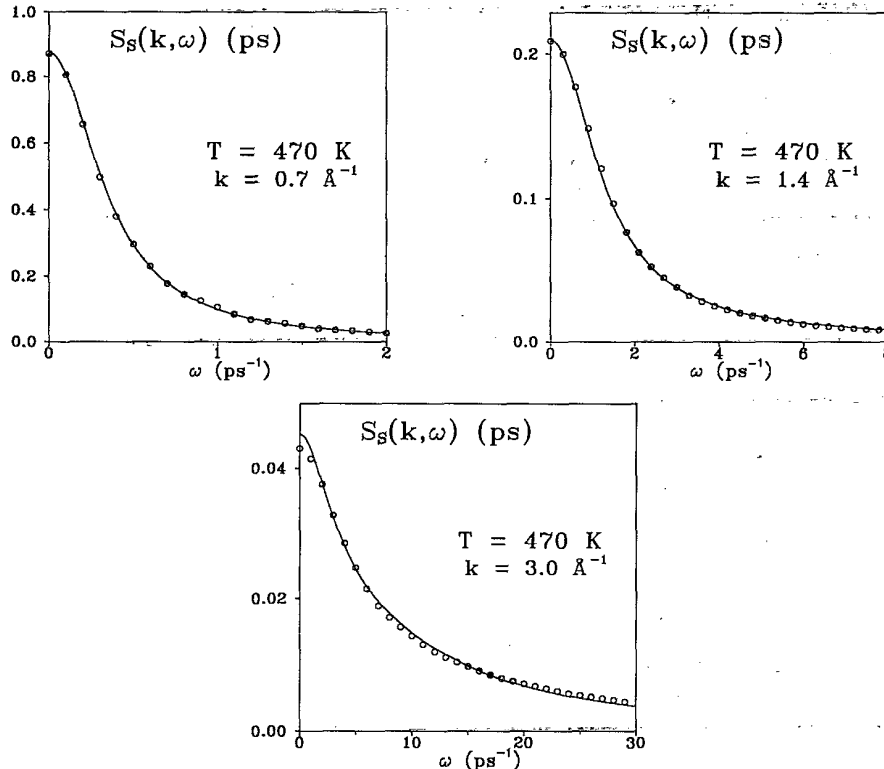 S_S(k,ω) (ps)
T = 470 K
k = 0.7 Å⁻¹
1.0
0.8
0.6
0.4
0.2
0.0
0 1 2
ω (ps⁻¹)
S_S(k,ω) (ps)
T = 470 K
k = 1.4 Å⁻¹
0.2
0.1
0.0
0 2 4 6 8
ω (ps⁻¹)
S_S(k,ω) (ps)
T = 470 K
k = 3.0 Å⁻¹
0.04
0.02
0.00
0 10 20 30
ω (ps⁻¹)